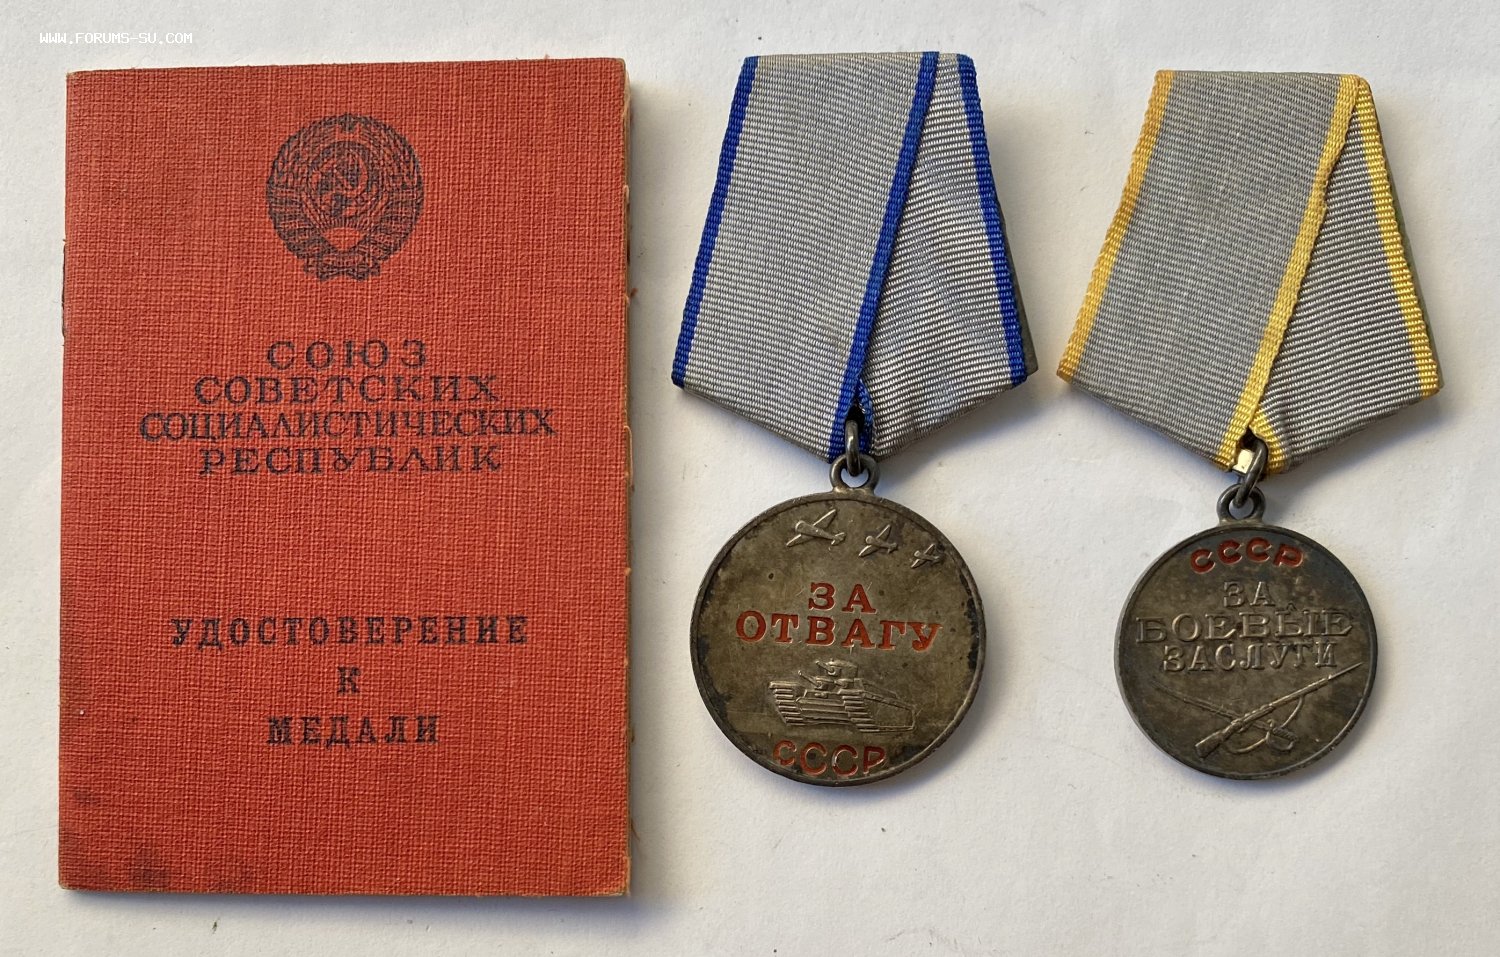 WWW.FORUMS-SU.COM
СОЮЗ
СОВЕТСКИХ
СОЦИАЛИСТИЧЕСКИХ
РЕСПУБЛИК
УДОСТОВЕРЕНИЕ
К
МЕДАЛИ
ЗА
ОТВАГУ
СССР
СССР
ЗА
БОЕВЫЕ
ЗАСЛУГИ